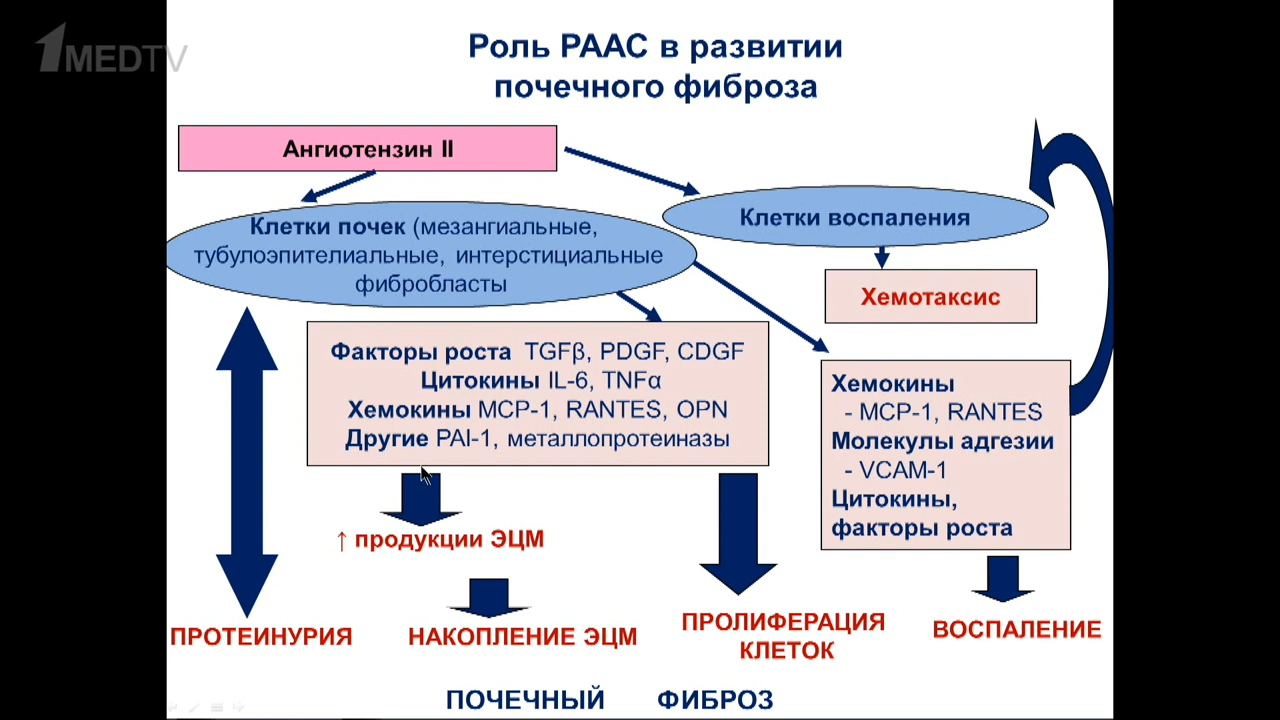 1MEDTV
Роль РААС в развитии
почечного фиброза
Ангиотензин II
Клетки почек (мезангиальные,
тубулоэпителиальные, интерстициальные
фибробласты
Клетки воспаления
Хемотаксис
Факторы роста TGFβ, PDGF, CDGF
Цитокины IL-6, TNFα
Хемокины MCP-1, RANTES, OPN
Другие PAI-1, металлопротеиназы
Хемокины
- MCP-1, RANTES
Молекулы адгезии
- VCAM-1
Цитокины,
факторы роста
↑ продукции ЭЦМ
ПРОТЕИНУРИЯ
НАКОПЛЕНИЕ ЭЦМ
ПРОЛИФЕРАЦИЯ
КЛЕТОК
ВОСПАЛЕНИЕ
ПОЧЕЧНЫЙ ФИБРОЗ